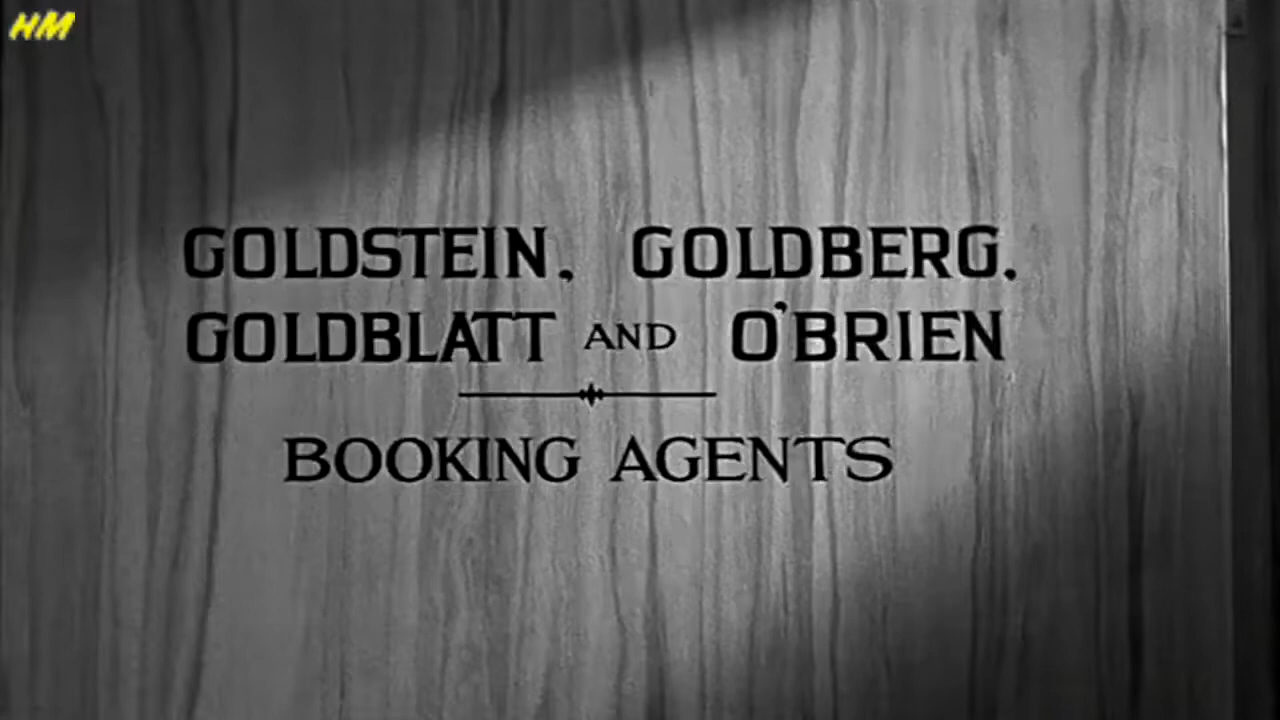 HM
GOLDSTEIN, GOLDBERG,
GOLDBLATT AND O'BRIEN
BOOKING AGENTS